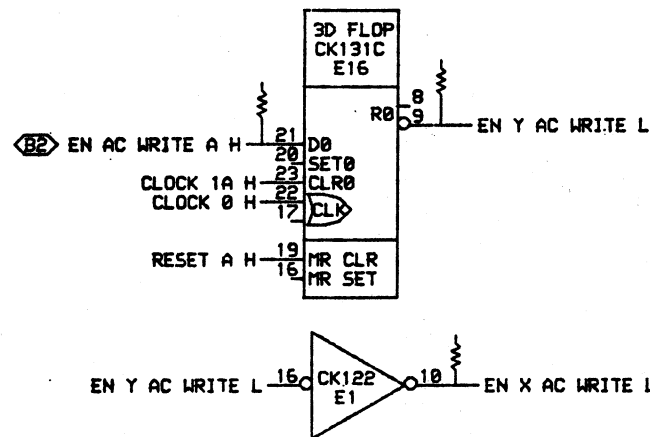 3D FLOP
CK131C
E16
8
R0 9 EN Y AC WRITE L
B2 EN AC WRITE A H 21 D0
20 SET0
CLOCK 1A H 23 CLR0
CLOCK 0 H 22 CLK
17
RESET A H 19 MR CLR
16 MR SET
EN Y AC WRITE L 16 CK122 10 EN X AC WRITE L
E1